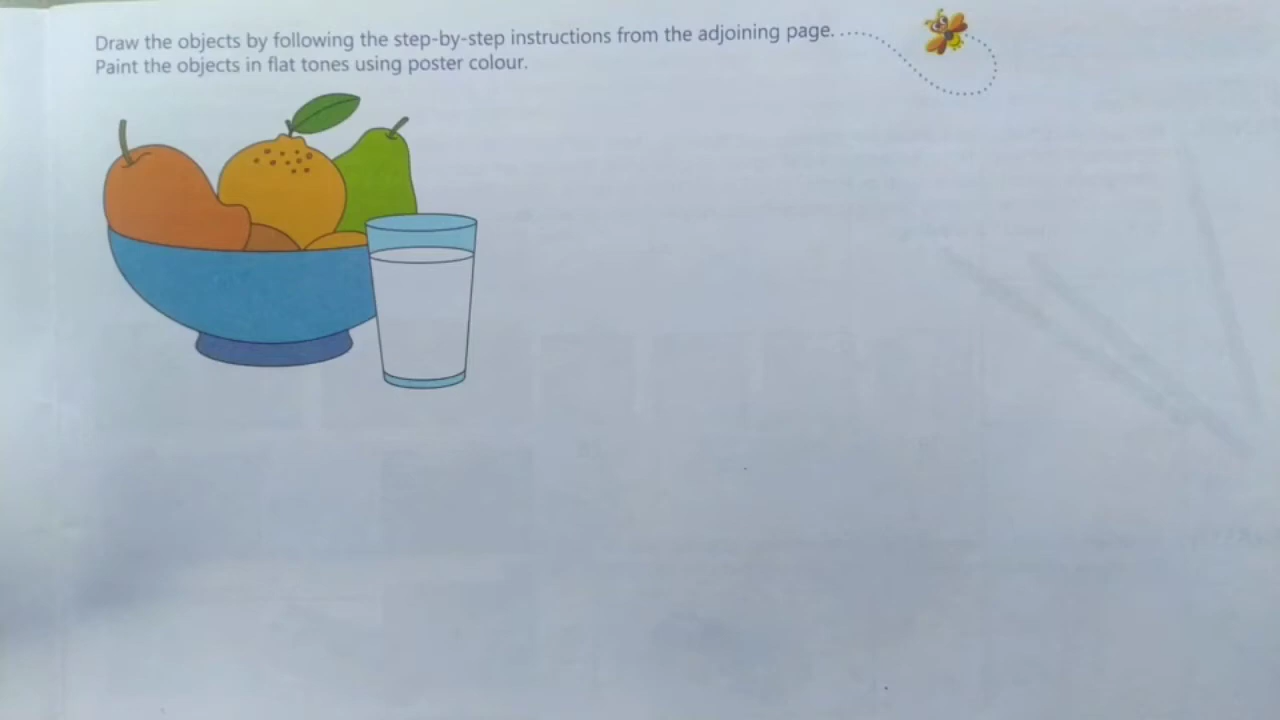 Draw the objects by following the step-by-step instructions from the adjoining page.
Paint the objects in flat tones using poster colour.